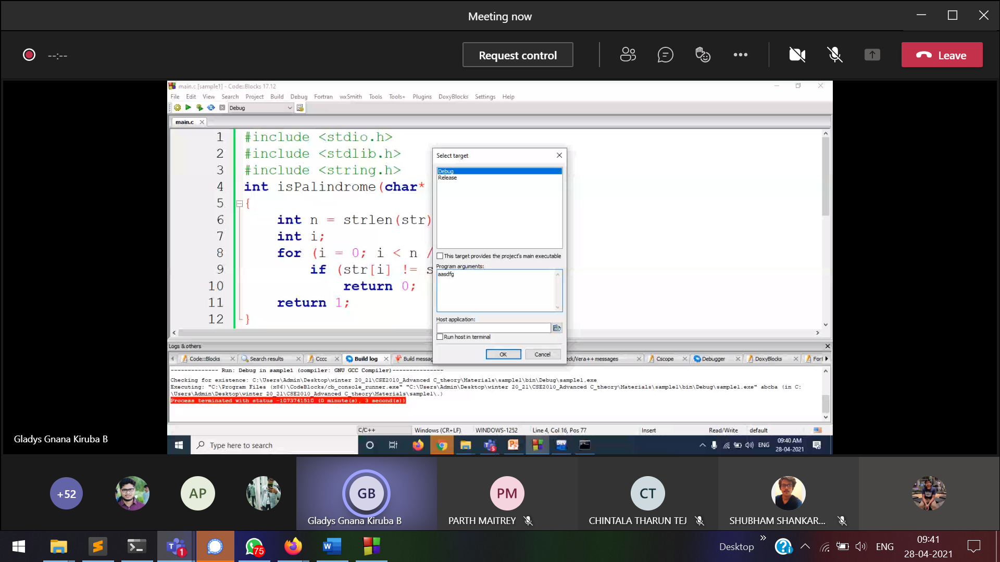 Meeting now
--:--
Request control
Leave
main.c [sample1] - Code::Blocks 17.12
File Edit View Search Project Build Debug Fortran wxSmith Tools Tools+ Plugins DoxyBlocks Settings Help
Debug
main.c
1 #include <stdio.h>
2 #include <stdlib.h>
3 #include <string.h>
4 int isPalindrome(char*
5 {
6 int n = strlen(str)
7 int i;
8 for (i = 0; i < n /
9 if (str[i] != s
10 return 0;
11 return 1;
12 }
Select target
Debug
Release
This target provides the project's main executable
Program arguments:
aasdfg
Host application:
Run host in terminal
OK Cancel
Logs & others
Code::Blocks Search results Cccc Build log Build messag ck/Vera++ messages Cscope Debugger DoxyBlocks Fort
-------------- Run: Debug in sample1 (compiler: GNU GCC Compiler)---------------
Checking for existence: C:\Users\Admin\Desktop\winter 20_21\CSE2010_Advanced C_theory\Materials\sample1\bin\Debug\sample1.exe
Executing: "C:\Program Files (x86)\CodeBlocks/cb_console_runner.exe" "C:\Users\Admin\Desktop\winter 20_21\CSE2010_Advanced C_theory\Materials\sample1\bin\Debug\sample1.exe" abcba (in C:
\Users\Admin\Desktop\winter 20_21\CSE2010_Advanced C_theory\Materials\sample1\.)
Process terminated with status -1073741510 (0 minute(s), 3 second(s))
C/C++ Windows (CR+LF) WINDOWS-1252 Line 4, Col 16, Pos 77 Insert Read/Write default
Gladys Gnana Kiruba B
Type here to search
5
DEV
ENG
09:40 AM
28-04-2021
+52
AP
GB
PM
CT
Gladys Gnana Kiruba B
PARTH MAITREY
CHINTALA THARUN TEJ
SHUBHAM SHANKAR...
1
75
W
Desktop
ENG
09:41
28-04-2021